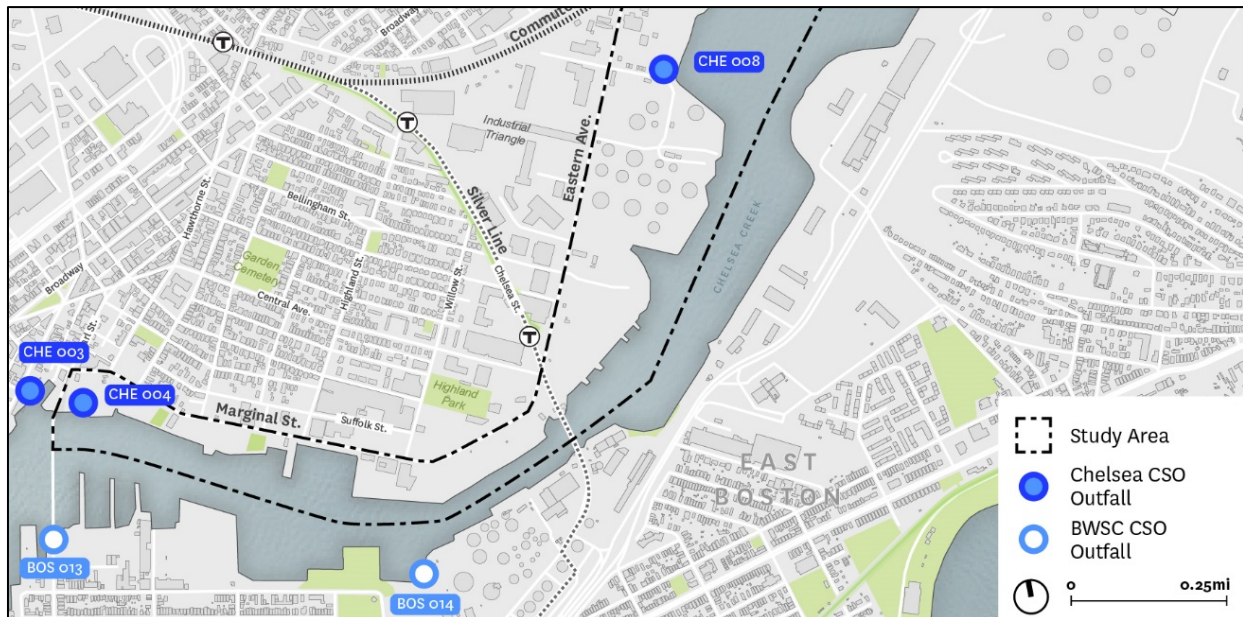 Broadway
Commute
CHE 008
Industrial
Triangle
Eastern Ave.
Hawthorne St.
Bellingham St.
Silver Line
CHELSEA CREEK
Garden
Cemetery
Highland St.
Willow St.
Chelsea St.
Broadway
Central Ave.
CHE 003
CHE 004
Highland
Park
Marginal St.
Suffolk St.
EAST
BOSTON
BOS 013
BOS 014
Study Area
Chelsea CSO
Outfall
BWSC CSO
Outfall
0 0.25mi
T
T
T